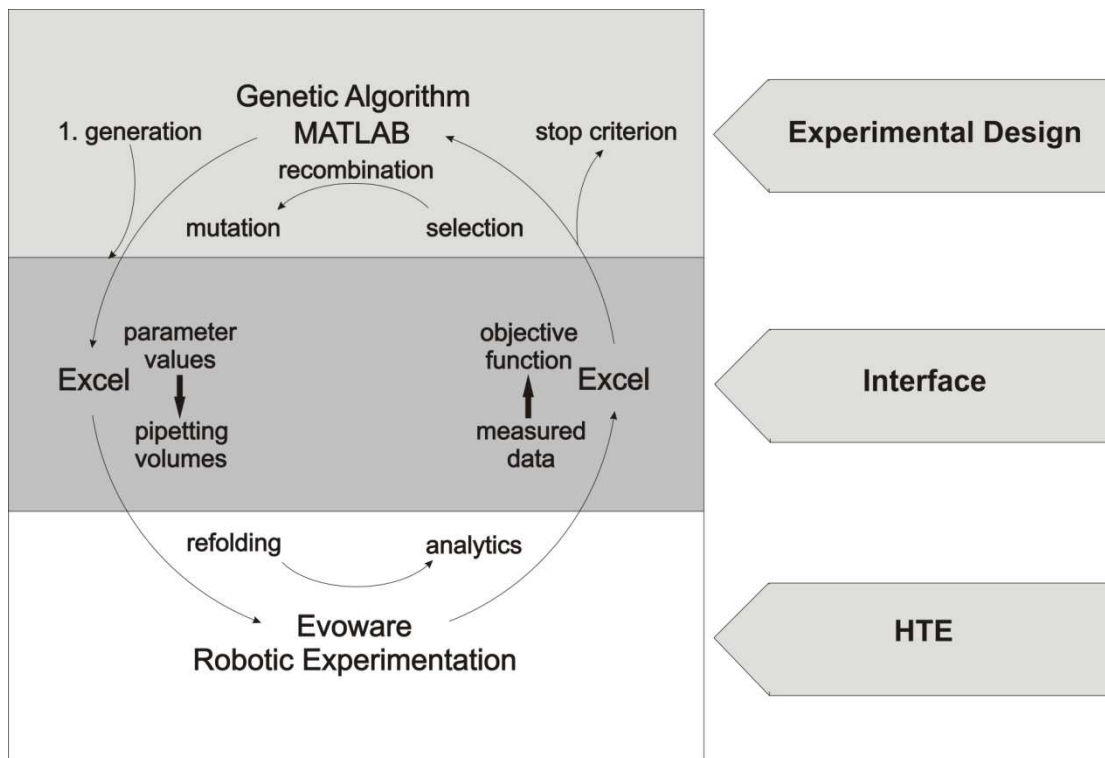 Genetic Algorithm
MATLAB
1. generation
stop criterion
recombination
mutation
selection
Experimental Design
parameter
values
Excel
pipetting
volumes
objective
function
Excel
measured
data
Interface
refolding
analytics
Evoware
Robotic Experimentation
HTE